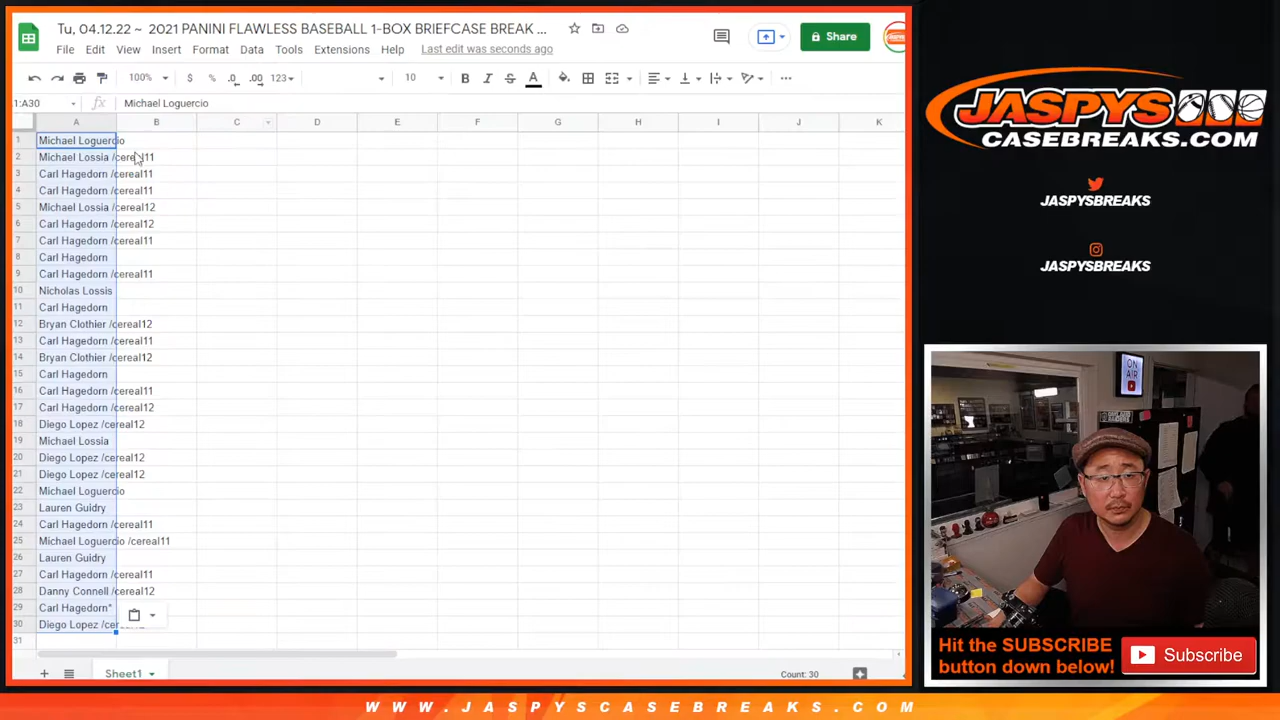 Tu, 04.12.22 ~ 2021 PANINI FLAWLESS BASEBALL 1-BOX BRIEFCASE BREAK ...
Share
File Edit View Insert Format Data Tools Extensions Help Last edit was seconds ago
100% $ % .0 .00 123 10 B I S A
1:A30 fx Michael Loguercio
A B C D E F G H I J K
1 Michael Loguercio
2 Michael Lossia /cereal11
3 Carl Hagedorn /cereal11
4 Carl Hagedorn /cereal11
5 Michael Lossia /cereal12
6 Carl Hagedorn /cereal12
7 Carl Hagedorn /cereal11
8 Carl Hagedorn
9 Carl Hagedorn /cereal11
10 Nicholas Lossis
11 Carl Hagedorn
12 Bryan Clothier /cereal12
13 Carl Hagedorn /cereal11
14 Bryan Clothier /cereal12
15 Carl Hagedorn
16 Carl Hagedorn /cereal11
17 Carl Hagedorn /cereal12
18 Diego Lopez /cereal12
19 Michael Lossia
20 Diego Lopez /cereal12
21 Diego Lopez /cereal12
22 Michael Loguercio
23 Lauren Guidry
24 Carl Hagedorn /cereal11
25 Michael Loguercio /cereal11
26 Lauren Guidry
27 Carl Hagedorn /cereal11
28 Danny Connell /cereal12
29 Carl Hagedorn*
30 Diego Lopez
31
Sheet1
Count: 30
JASPYS
CASEBREAKS.COM
JASPYSBREAKS
JASPYSBREAKS
ON
AIR
Hit the SUBSCRIBE
button down below!
Subscribe
WWW.JASPYSCASEBREAKS.COM